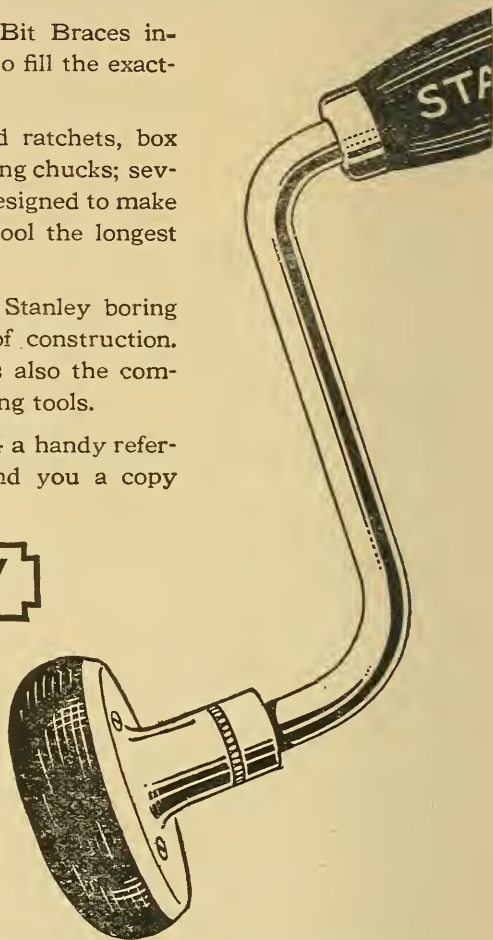 Bit Braces in-
o fill the exact-
d ratchets, box
ng chucks; sev-
esigned to make
ool the longest
Stanley boring
of construction.
s also the com-
ng tools.
a handy refer-
nd you a copy
STA